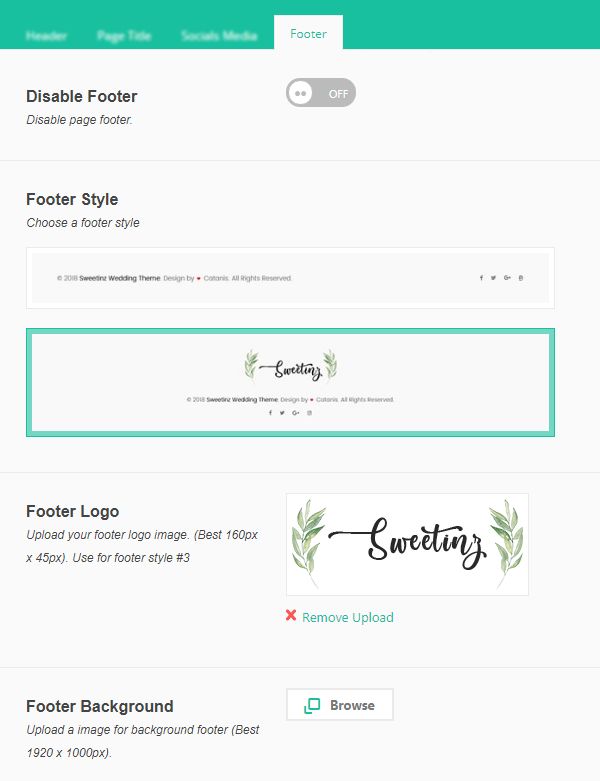 Header Page Title Socials Media Footer
Disable Footer
OFF
Disable page footer.
Footer Style
Choose a footer style
© 2018 Sweetinz Wedding Theme. Design by ♥ Catanis. All Rights Reserved.
Sweetinz
© 2018 Sweetinz Wedding Theme. Design by ♥ Catanis. All Rights Reserved.
Footer Logo
Upload your footer logo image. (Best 160px
x 45px). Use for footer style #3
Sweetinz
Remove Upload
Footer Background
Browse
Upload a image for background footer (Best
1920 x 1000px).